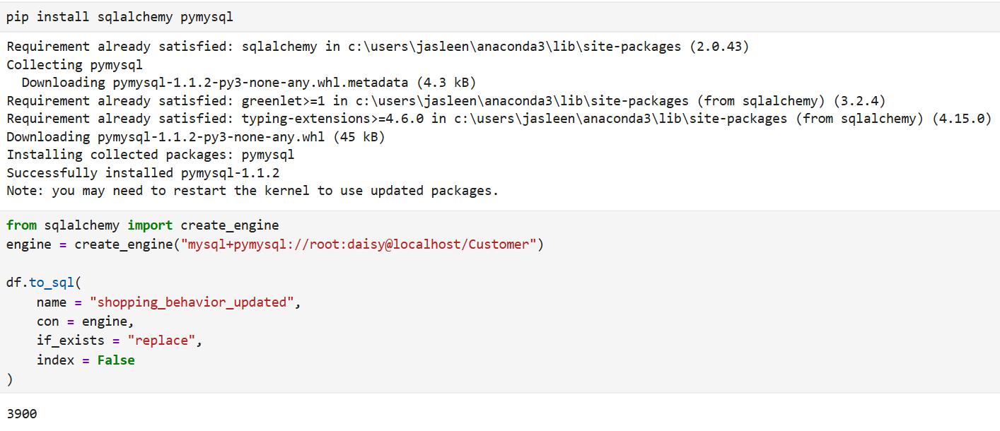 pip install sqlalchemy pymysql
Requirement already satisfied: sqlalchemy in c:\users\jasleen\anaconda3\lib\site-packages (2.0.43)
Collecting pymysql
  Downloading pymysql-1.1.2-py3-none-any.whl.metadata (4.3 kB)
Requirement already satisfied: greenlet>=1 in c:\users\jasleen\anaconda3\lib\site-packages (from sqlalchemy) (3.2.4)
Requirement already satisfied: typing-extensions>=4.6.0 in c:\users\jasleen\anaconda3\lib\site-packages (from sqlalchemy) (4.15.0)
Downloading pymysql-1.1.2-py3-none-any.whl (45 kB)
Installing collected packages: pymysql
Successfully installed pymysql-1.1.2
Note: you may need to restart the kernel to use updated packages.
from sqlalchemy import create_engine
engine = create_engine("mysql+pymysql://root:daisy@localhost/Customer")
df.to_sql(
    name = "shopping_behavior_updated",
    con = engine,
    if_exists = "replace",
    index = False
)
3900